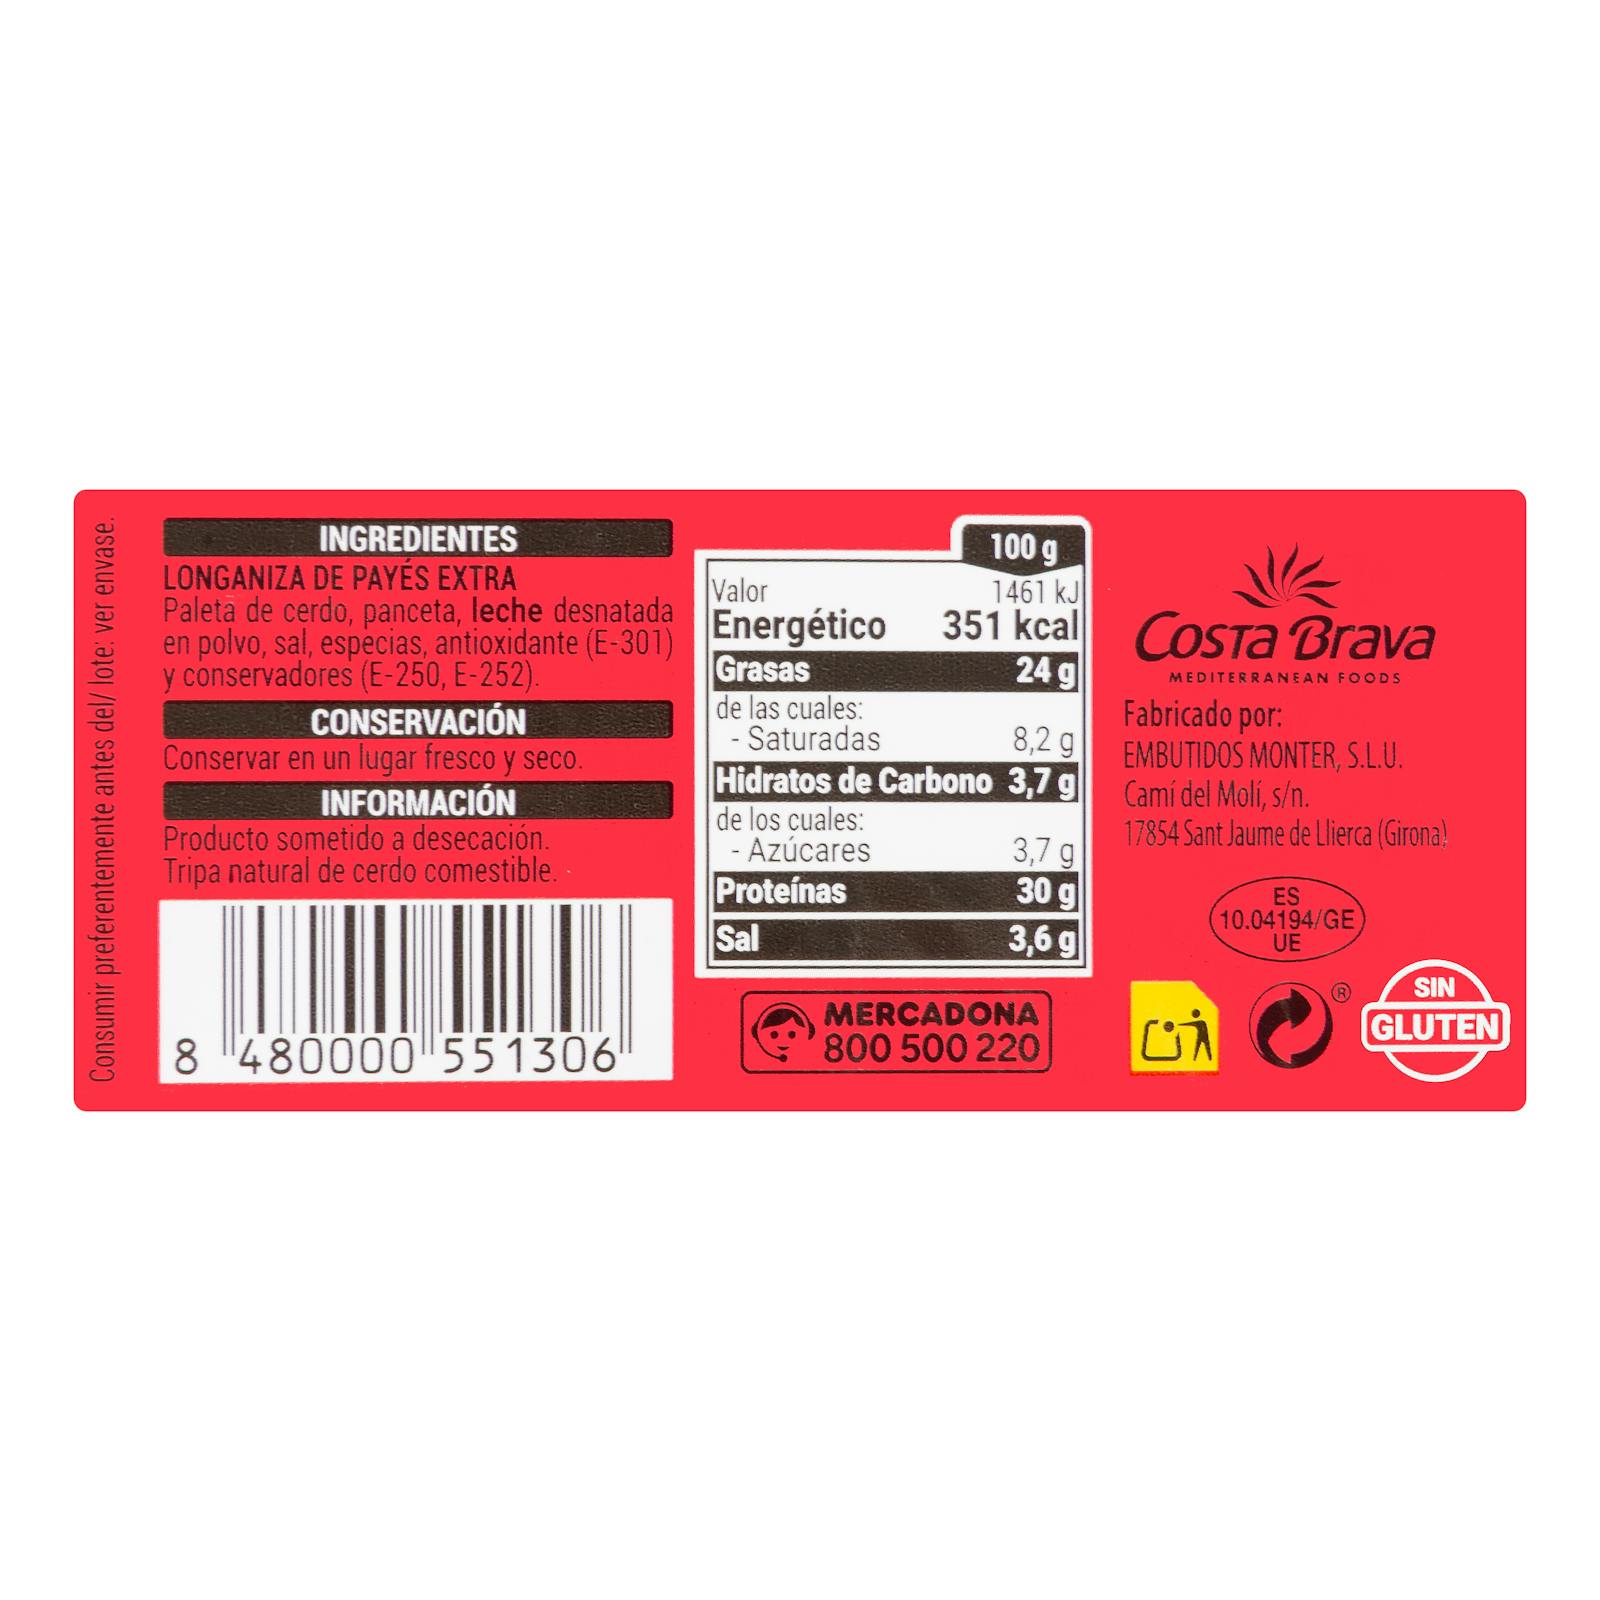 Consumir preferentemente antes del/ lote: ver envase.
INGREDIENTES
LONGANIZA DE PAYÉS EXTRA
Paleta de cerdo, panceta, leche desnatada
en polvo, sal, especias, antioxidante (E-301)
y conservadores (E-250, E-252).
CONSERVACIÓN
Conservar en un lugar fresco y seco.
INFORMACIÓN
Producto sometido a desecación.
Tripa natural de cerdo comestible.
8 480000 551306
100 g
Valor 1461 kJ
Energético 351 kcal
Grasas 24 g
de las cuales:
- Saturadas 8,2 g
Hidratos de Carbono 3,7 g
de los cuales:
- Azúcares 3,7 g
Proteínas 30 g
Sal 3,6 g
MERCADONA
800 500 220
Costa Brava
MEDITERRANEAN FOODS
Fabricado por:
EMBUTIDOS MONTER, S.L.U.
Camí del Molí, s/n.
17854 Sant Jaume de Llierca (Girona)
ES
10.04194/GE
UE
®
SIN
GLUTEN